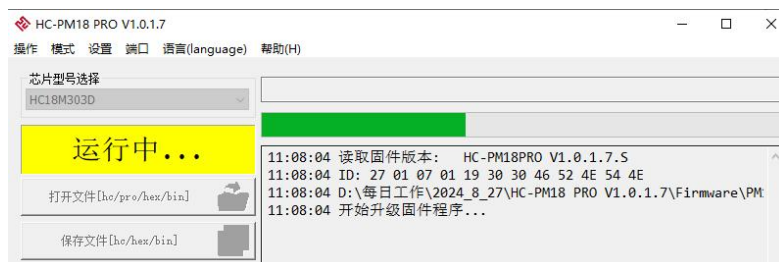 HC-PM18 PRO V1.0.1.7
操作 模式 设置 端口 语言(language) 帮助(H)
芯片型号选择
HC18M303D
运行中...
打开文件[hc/pro/hex/bin]
保存文件[hc/hex/bin]
11:08:04 读取固件版本: HC-PM18PRO V1.0.1.7.S
11:08:04 ID: 27 01 07 01 19 30 30 46 52 4E 54 4E
11:08:04 D:\每日工作\2024_8_27\HC-PM18 PRO V1.0.1.7\Firmware\PM
11:08:04 开始升级固件程序...